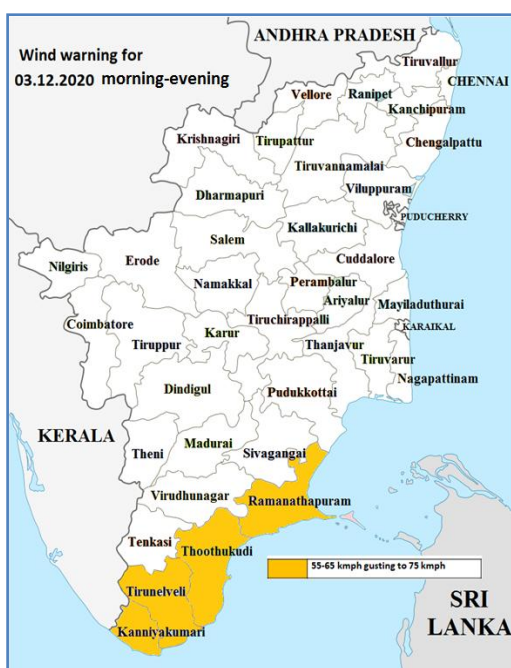 ANDHRA PRADESH
Wind warning for
03.12.2020 morning-evening
Tiruvallur
CHENNAI
Vellore
Ranipet
Kanchipuram
Krishnagiri
Tirupattur
Chengalpattu
Tiruvannamalai
Dharmapuri
Viluppuram
PUDUCHERRY
Kallakurichi
Salem
Cuddalore
Nilgiris
Erode
Namakkal
Perambalur
Ariyalur
Mayiladuthurai
Coimbatore
Tiruchirappalli
KARAIKAL
Tiruppur
Karur
Thanjavur
Tiruvarur
Nagapattinam
Dindigul
Pudukkottai
KERALA
Theni
Madurai
Sivagangai
Virudhunagar
Ramanathapuram
Tenkasi
Thoothukudi
55-65 kmph gusting to 75 kmph
Tirunelveli
SRI
LANKA
Kanniyakumari